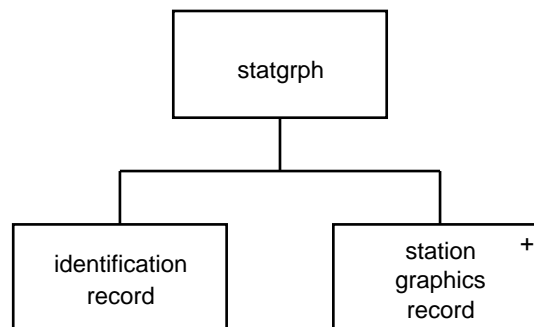 statgrph
identification
record
station
graphics
record
+